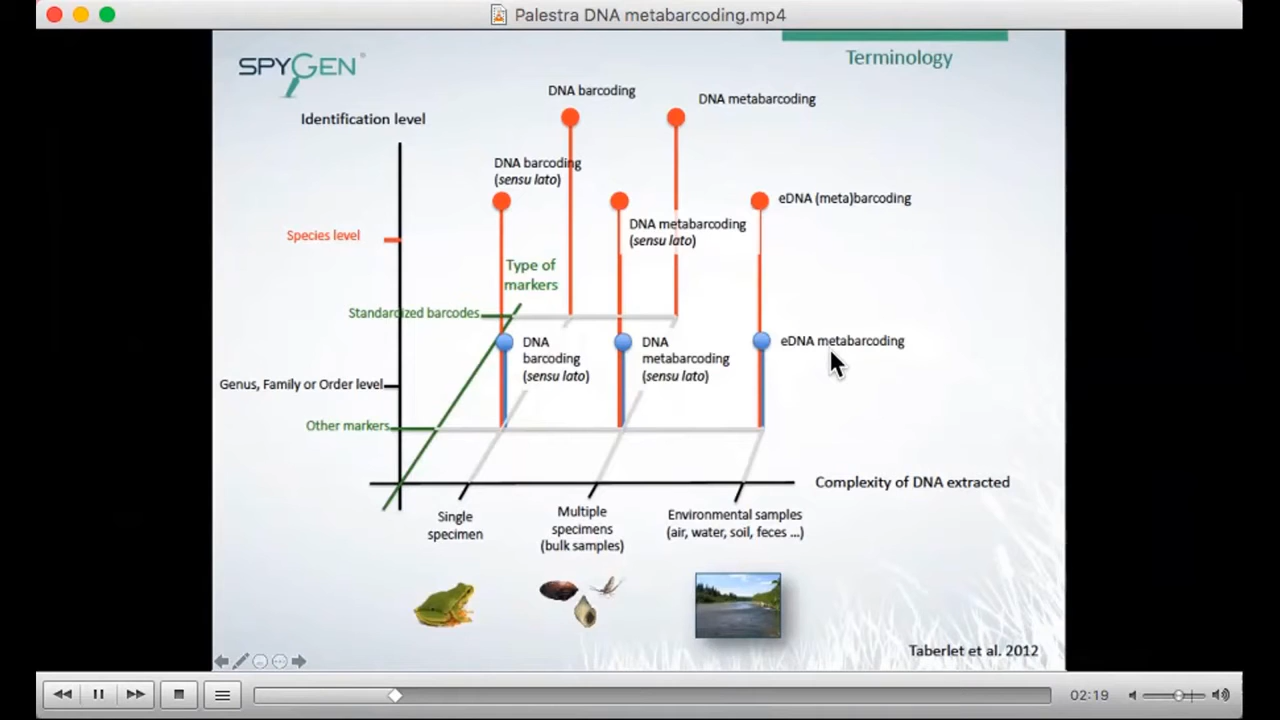 Palestra DNA metabarcoding.mp4
SPYGEN
Terminology
DNA barcoding
DNA metabarcoding
Identification level
DNA barcoding
(sensu lato)
eDNA (meta)barcoding
DNA metabarcoding
(sensu lato)
Species level
Type of
markers
Standardized barcodes
DNA
barcoding
(sensu lato)
DNA
metabarcoding
(sensu lato)
eDNA metabarcoding
Genus, Family or Order level
Other markers
Complexity of DNA extracted
Single
specimen
Multiple
specimens
(bulk samples)
Environmental samples
(air, water, soil, feces ...)
Taberlet et al. 2012
02:19